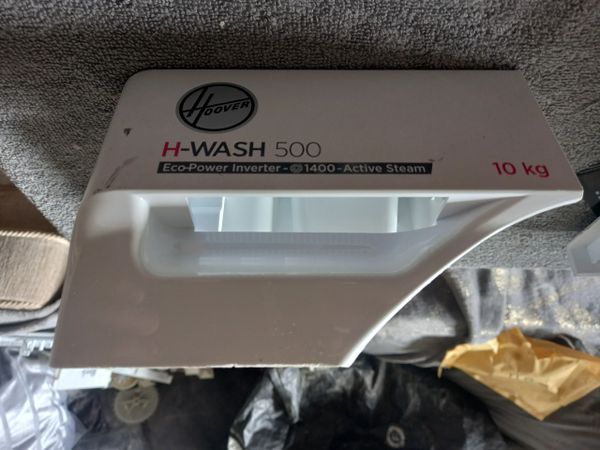 HOOVER
H-WASH 500
Eco-Power Inverter - @1400 - Active Steam
10 kg